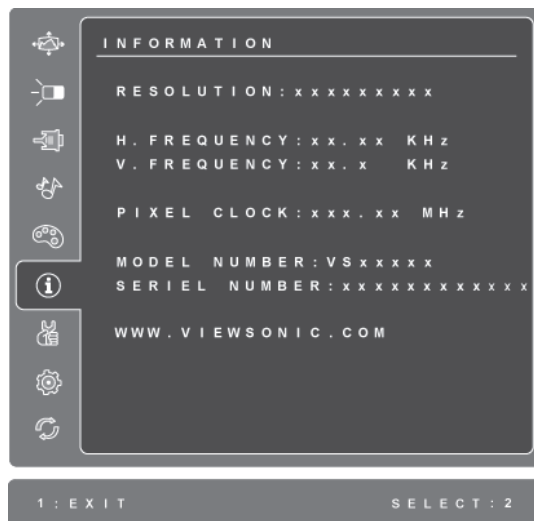 INFORMATION
RESOLUTION:xxxxxxxxx
H. FREQUENCY:xx.xx KHz
V. FREQUENCY:xx.x KHz
PIXEL CLOCK:xxx.xx MHz
MODEL NUMBER:VSxxxxx
SERIEL NUMBER:xxxxxxxxxxxx
WWW.VIEWSONIC.COM
1:EXIT SELECT:2